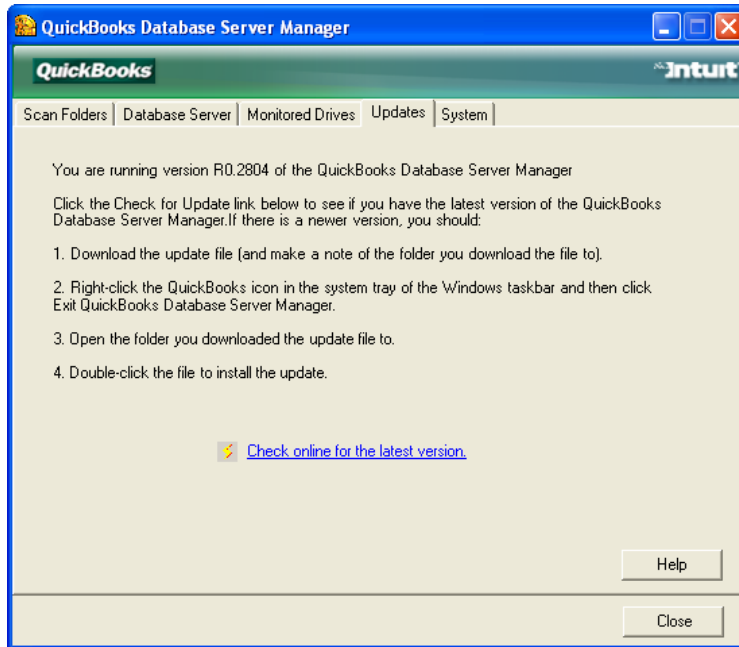 QuickBooks Database Server Manager
QuickBooks
Intuit
Scan Folders Database Server Monitored Drives Updates System
You are running version R0.2804 of the QuickBooks Database Server Manager
Click the Check for Update link below to see if you have the latest version of the QuickBooks
Database Server Manager.If there is a newer version, you should:
1. Download the update file (and make a note of the folder you download the file to).
2. Right-click the QuickBooks icon in the system tray of the Windows taskbar and then click
Exit QuickBooks Database Server Manager.
3. Open the folder you downloaded the update file to.
4. Double-click the file to install the update.
Check online for the latest version.
Help
Close